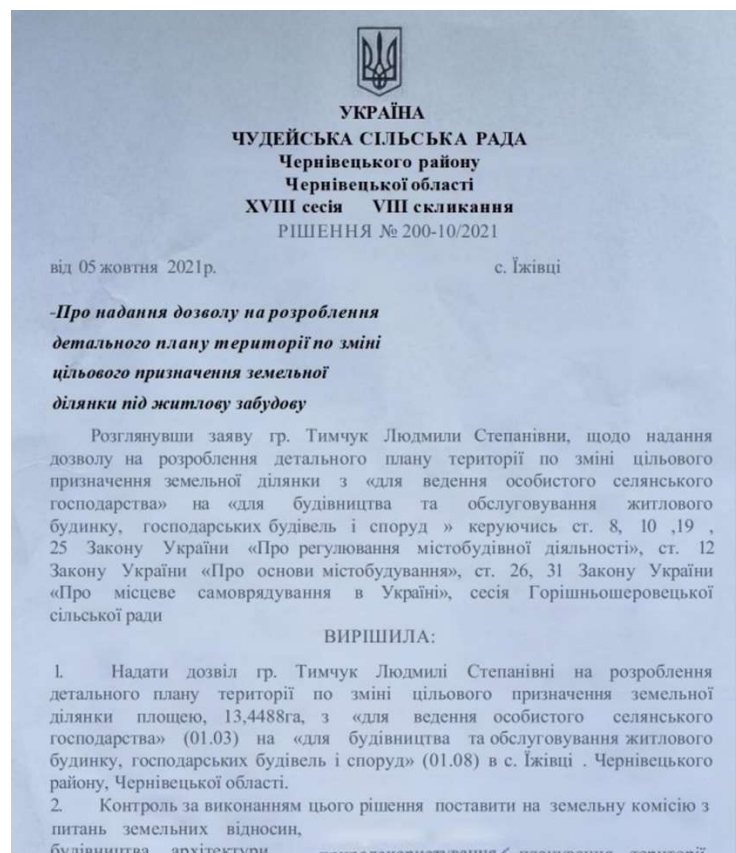 УКРАЇНА
ЧУДЕЙСЬКА СІЛЬСЬКА РАДА
Чернівецького району
Чернівецької області
XVIII сесія VIII скликання
РІШЕННЯ № 200-10/2021
від 05 жовтня 2021р. с. Їжівці
-Про надання дозволу на розроблення
детального плану території по зміні
цільового призначення земельної
ділянки під житлову забудову
Розглянувши заяву гр. Тимчук Людмили Степанівни, щодо надання
дозволу на розроблення детального плану території по зміні цільового
призначення земельної ділянки з «для ведення особистого селянського
господарства» на «для будівництва та обслуговування житлового
будинку, господарських будівель і споруд » керуючись ст. 8, 10 ,19 ,
25 Закону України «Про регулювання містобудівної діяльності», ст. 12
Закону України «Про основи містобудування», ст. 26, 31 Закону України
«Про місцеве самоврядування в Україні», сесія Горішньошеровецької
сільської ради
ВИРІШИЛА:
1. Надати дозвіл гр. Тимчук Людмилі Степанівні на розроблення
детального плану території по зміні цільового призначення земельної
ділянки площею, 13,4488га, з «для ведення особистого селянського
господарства» (01.03) на «для будівництва та обслуговування житлового
будинку, господарських будівель і споруд» (01.08) в с. Їжівці . Чернівецького
району, Чернівецької області.
2. Контроль за виконанням цього рішення поставити на земельну комісію з
питань земельних відносин,
будівництва архітектури планування території